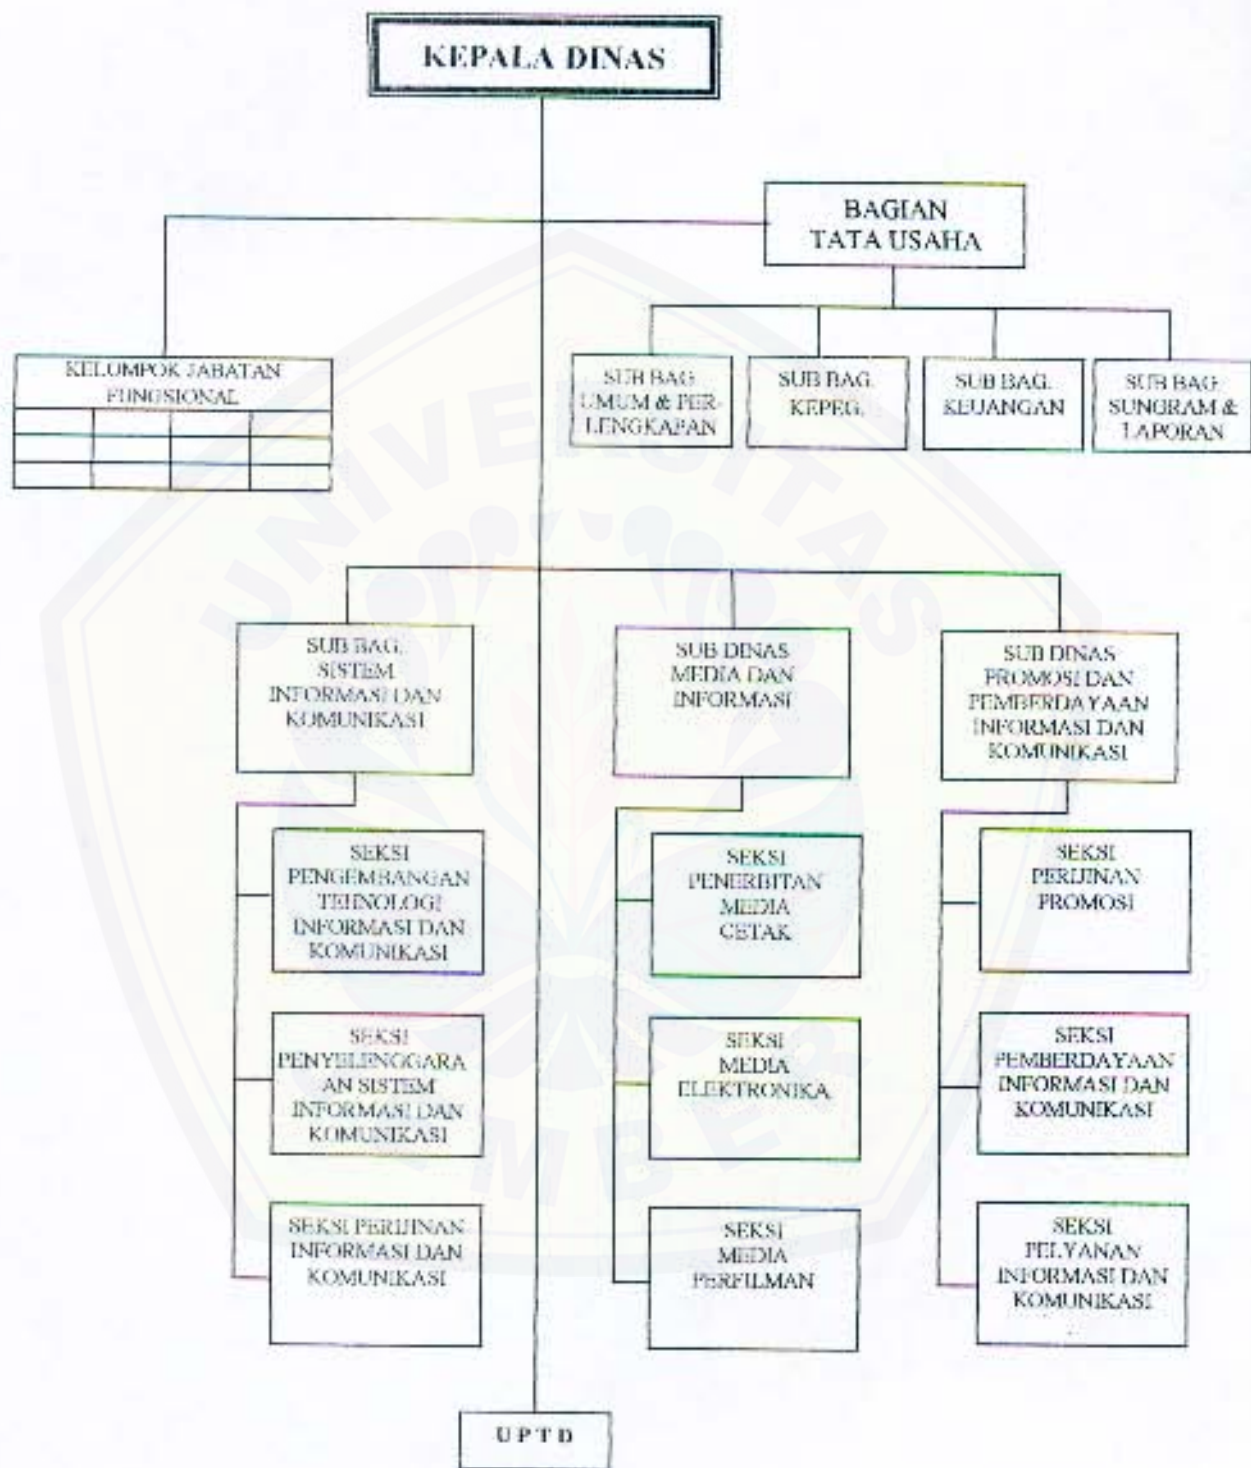 KEPALA DINAS
BAGIAN
TATA USAHA
KELOMPOK JABATAN
FUNGSIONAL
SUB BAG.
UMUM & PER-
LENGKAPAN
SUB BAG.
KEPEG.
SUB BAG.
KEUANGAN
SUB BAG.
SUNGRAM &
LAPORAN
SUB BAG.
SISTEM
INFORMASI DAN
KOMUNIKASI
SUB DINAS
MEDIA DAN
INFORMASI
SUB DINAS
PROMOSI DAN
PEMBERDAYAAN
INFORMASI DAN
KOMUNIKASI
SEKSI
PENGEMBANGAN
TEHNOLOGI
INFORMASI DAN
KOMUNIKASI
SEKSI
PENERBITAN
MEDIA
CETAK
SEKSI
PERIJINAN
PROMOSI
SEKSI
PENYELENGGARA
AN SISTEM
INFORMASI DAN
KOMUNIKASI
SEKSI
MEDIA
ELEKTRONIKA
SEKSI
PEMBERDAYAAN
INFORMASI DAN
KOMUNIKASI
SEKSI PERIJINAN
INFORMASI DAN
KOMUNIKASI
SEKSI
MEDIA
PERFILMAN
SEKSI
PELYANAN
INFORMASI DAN
KOMUNIKASI
U P T D
UNIVERSITAS